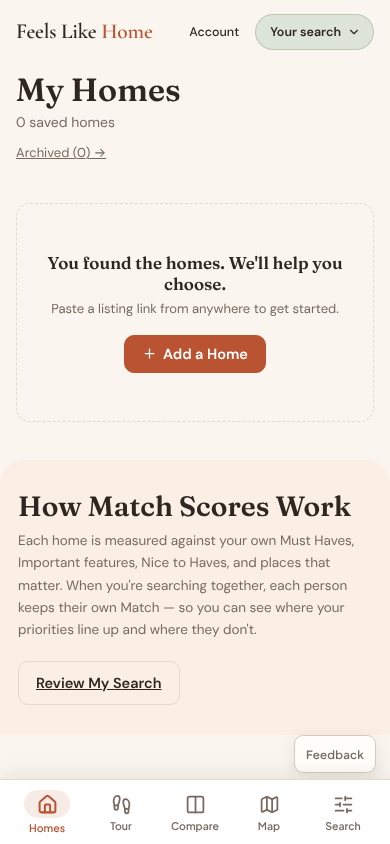 Feels Like Home
Account
Your search
My Homes
0 saved homes
Archived (0) →
You found the homes. We'll help you
choose.
Paste a listing link from anywhere to get started.
+ Add a Home
How Match Scores Work
Each home is measured against your own Must Haves,
Important features, Nice to Haves, and places that
matter. When you're searching together, each person
keeps their own Match — so you can see where your
priorities line up and where they don't.
Review My Search
Feedback
Homes
Tour
Compare
Map
Search